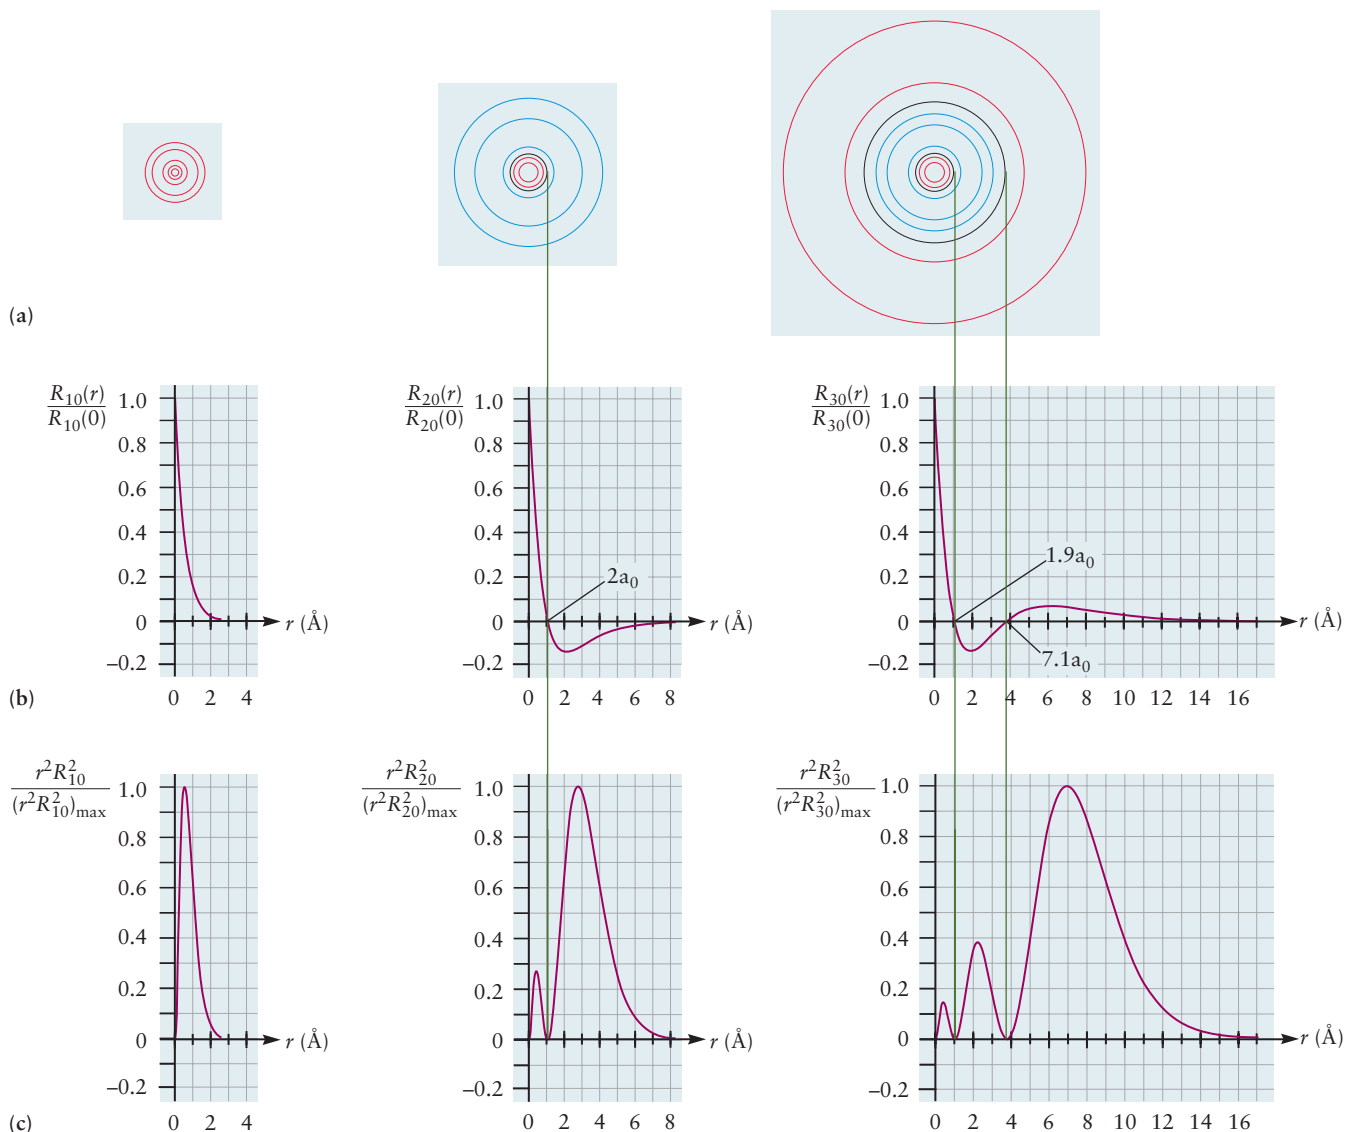 (a)
R₁₀(r)
R₁₀(0)
1.0
0.8
0.6
0.4
0.2
0
–0.2
r (Å)
0 2 4
R₂₀(r)
R₂₀(0)
1.0
0.8
0.6
0.4
0.2
0
–0.2
2a₀
r (Å)
0 2 4 6 8
R₃₀(r)
R₃₀(0)
1.0
0.8
0.6
0.4
0.2
0
–0.2
1.9a₀
7.1a₀
r (Å)
0 2 4 6 8 10 12 14 16
(b)
r²R²₁₀
(r²R²₁₀)max
1.0
0.8
0.6
0.4
0.2
0
–0.2
r (Å)
0 2 4
r²R²₂₀
(r²R²₂₀)max
1.0
0.8
0.6
0.4
0.2
0
–0.2
r (Å)
0 2 4 6 8
r²R²₃₀
(r²R²₃₀)max
1.0
0.8
0.6
0.4
0.2
0
–0.2
r (Å)
0 2 4 6 8 10 12 14 16
(c)